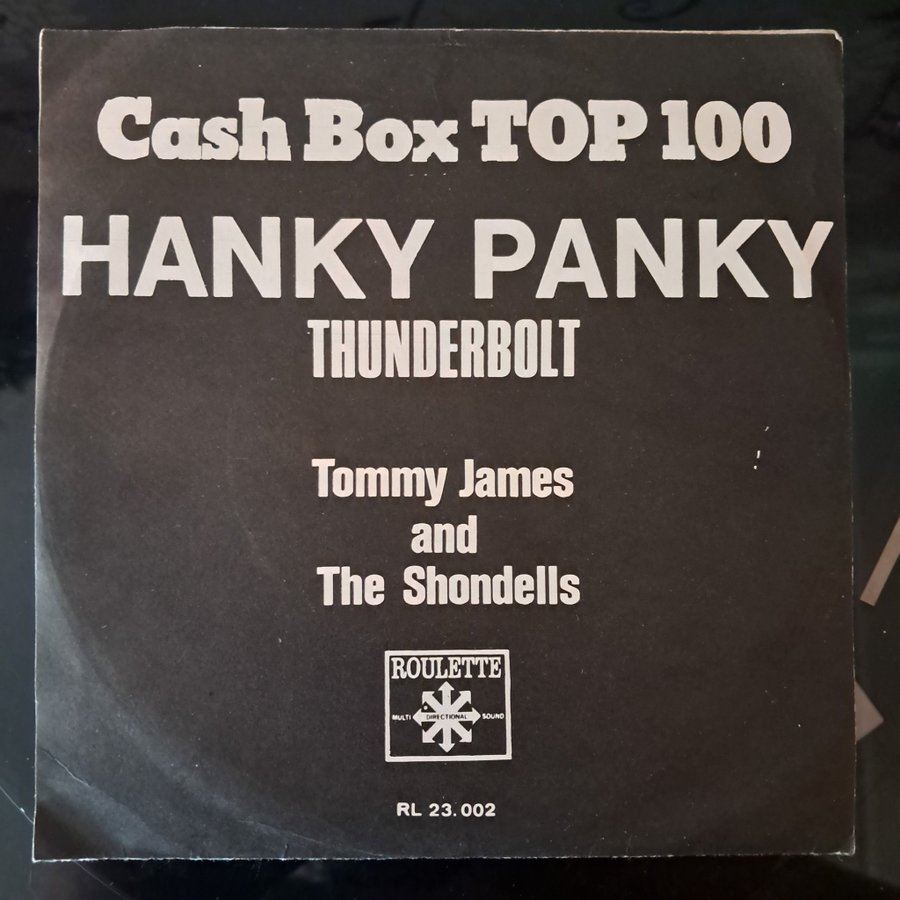 Cash Box TOP 100
HANKY PANKY
THUNDERBOLT
Tommy James
and
The Shondells
ROULETTE
MULTI DIRECTIONAL SOUND
RL 23.002